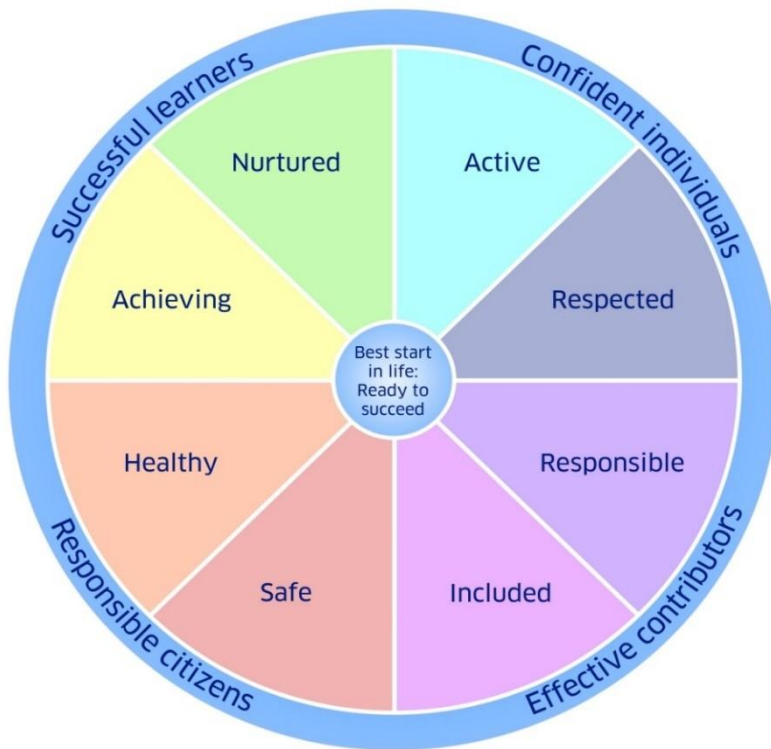 Successful learners
Confident individuals
Nurtured
Active
Achieving
Respected
Best start
in life:
Ready to
succeed
Healthy
Responsible
Safe
Included
Responsible citizens
Effective contributors